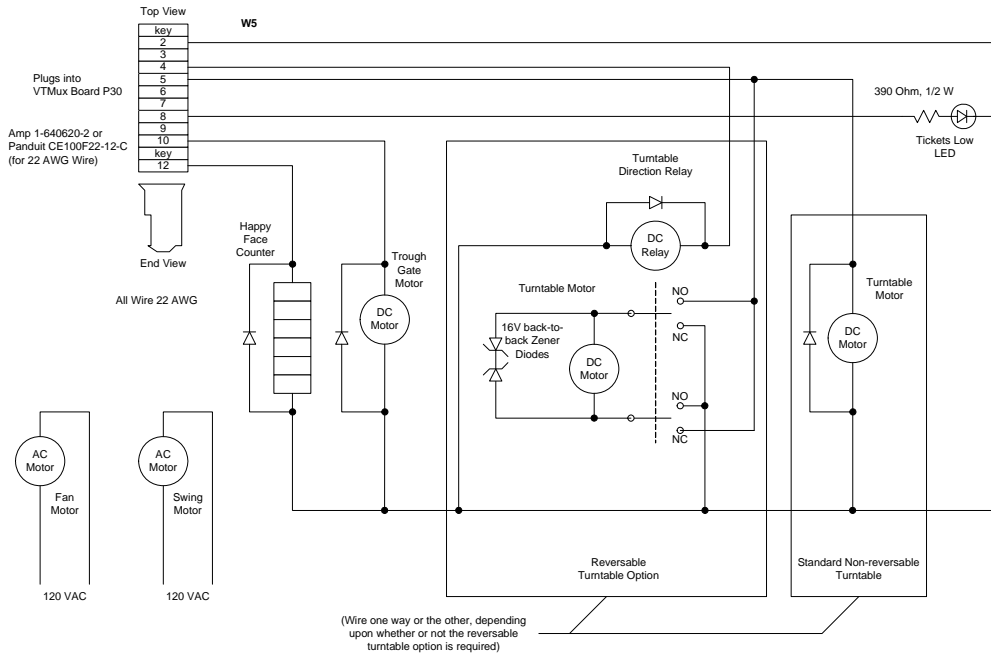 Top View
W5
key
2
3
4
5
6
7
8
9
10
key
12
Plugs into
VTMux Board P30
Amp 1-640620-2 or
Panduit CE100F22-12-C
(for 22 AWG Wire)
End View
All Wire 22 AWG
390 Ohm, 1/2 W
Tickets Low
LED
Happy
Face
Counter
Trough
Gate
Motor
DC
Motor
Turntable
Direction Relay
DC
Relay
Turntable Motor
16V back-to-
back Zener
Diodes
DC
Motor
NO
NC
NO
NC
Turntable
Motor
DC
Motor
AC
Motor
Fan
Motor
120 VAC
AC
Motor
Swing
Motor
120 VAC
Reversable
Turntable Option
Standard Non-reversable
Turntable
(Wire one way or the other, depending
upon whether or not the reversable
turntable option is required)